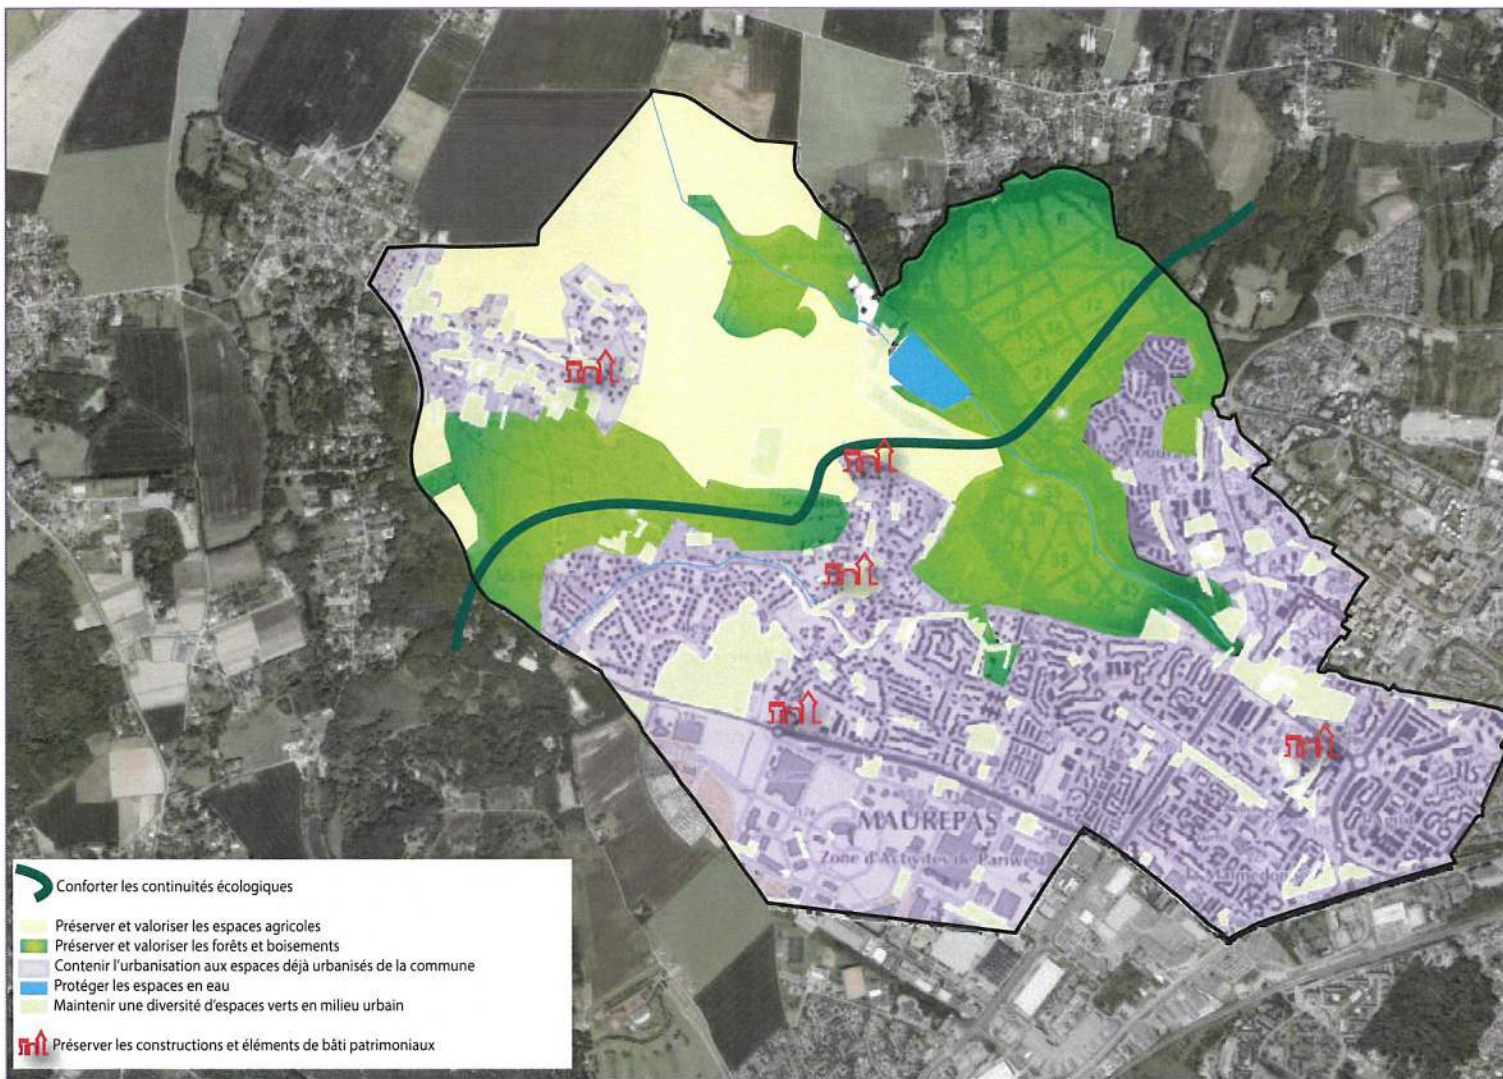 MAUREPAS
Zone d'Activités de Pariwest
Conforter les continuités écologiques
Préserver et valoriser les espaces agricoles
Préserver et valoriser les forêts et boisements
Contenir l'urbanisation aux espaces déjà urbanisés de la commune
Protéger les espaces en eau
Maintenir une diversité d'espaces verts en milieu urbain
Préserver les constructions et éléments de bâti patrimoniaux